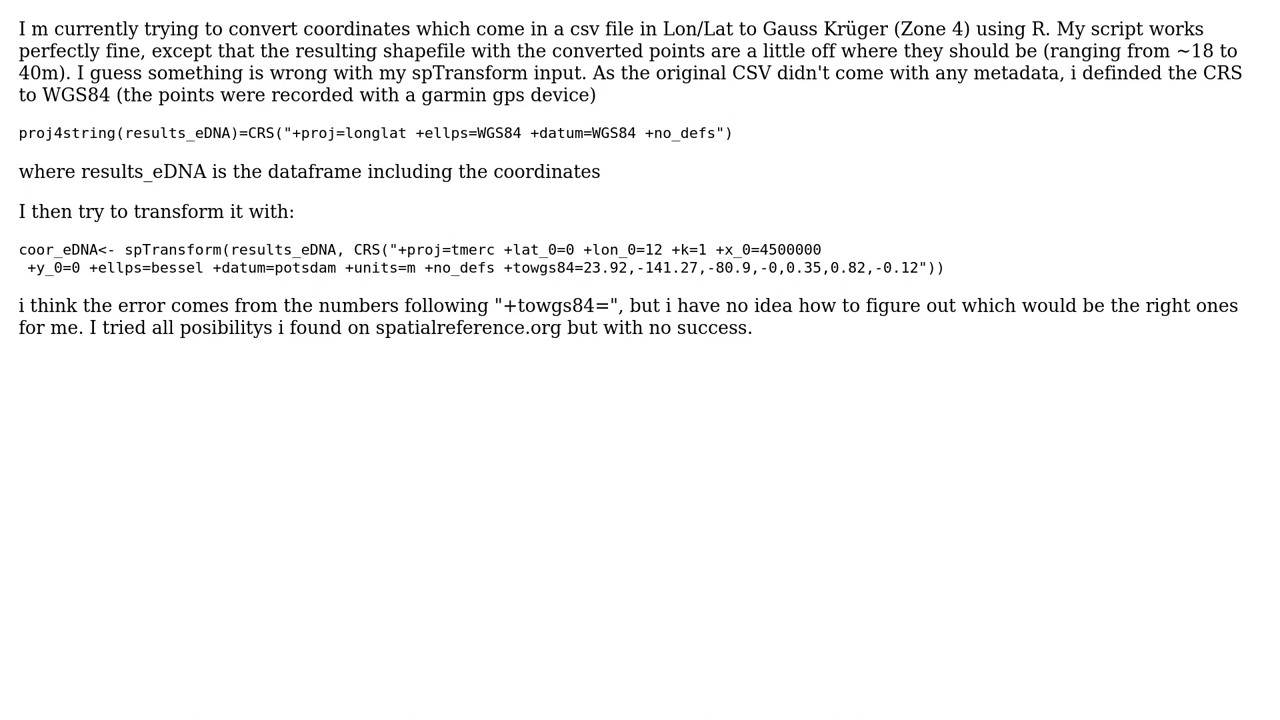 I m currently trying to convert coordinates which come in a csv file in Lon/Lat to Gauss Krüger (Zone 4) using R. My script works
perfectly fine, except that the resulting shapefile with the converted points are a little off where they should be (ranging from ~18 to
40m). I guess something is wrong with my spTransform input. As the original CSV didn't come with any metadata, i definded the CRS
to WGS84 (the points were recorded with a garmin gps device)
proj4string(results_eDNA)=CRS("+proj=longlat +ellps=WGS84 +datum=WGS84 +no_defs")
where results_eDNA is the dataframe including the coordinates
I then try to transform it with:
coor_eDNA<- spTransform(results_eDNA, CRS("+proj=tmerc +lat_0=0 +lon_0=12 +k=1 +x_0=4500000
+y_0=0 +ellps=bessel +datum=potsdam +units=m +no_defs +towgs84=23.92,-141.27,-80.9,-0,0.35,0.82,-0.12"))
i think the error comes from the numbers following "+towgs84=", but i have no idea how to figure out which would be the right ones
for me. I tried all posibilitys i found on spatialreference.org but with no success.